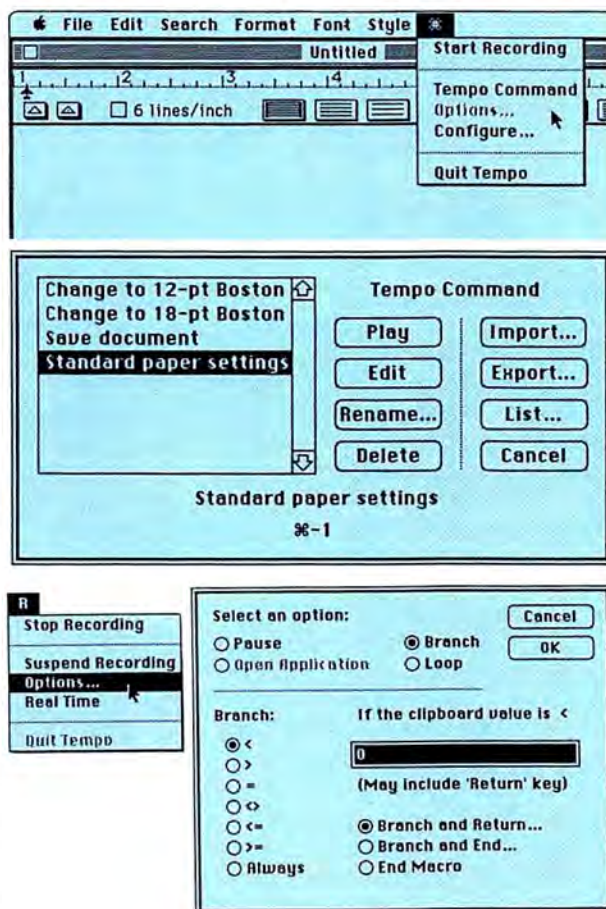 File Edit Search Format Font Style
Untitled
Start Recording
Tempo Command
Options...
Configure...
Quit Tempo
1 2 3 4
6 lines/inch
Change to 12-pt Boston
Change to 18-pt Boston
Save document
Standard paper settings
Tempo Command
Play
Import...
Edit
Export...
Rename...
List...
Delete
Cancel
Standard paper settings
⌘-1
R
Stop Recording
Suspend Recording
Options...
Real Time
Quit Tempo
Select an option:
Cancel
Pause
Branch
OK
Open Application
Loop
Branch:
If the clipboard value is <
<
0
>
=
(May include 'Return' key)
<>
<=
Branch and Return...
>=
Branch and End...
Always
End Macro